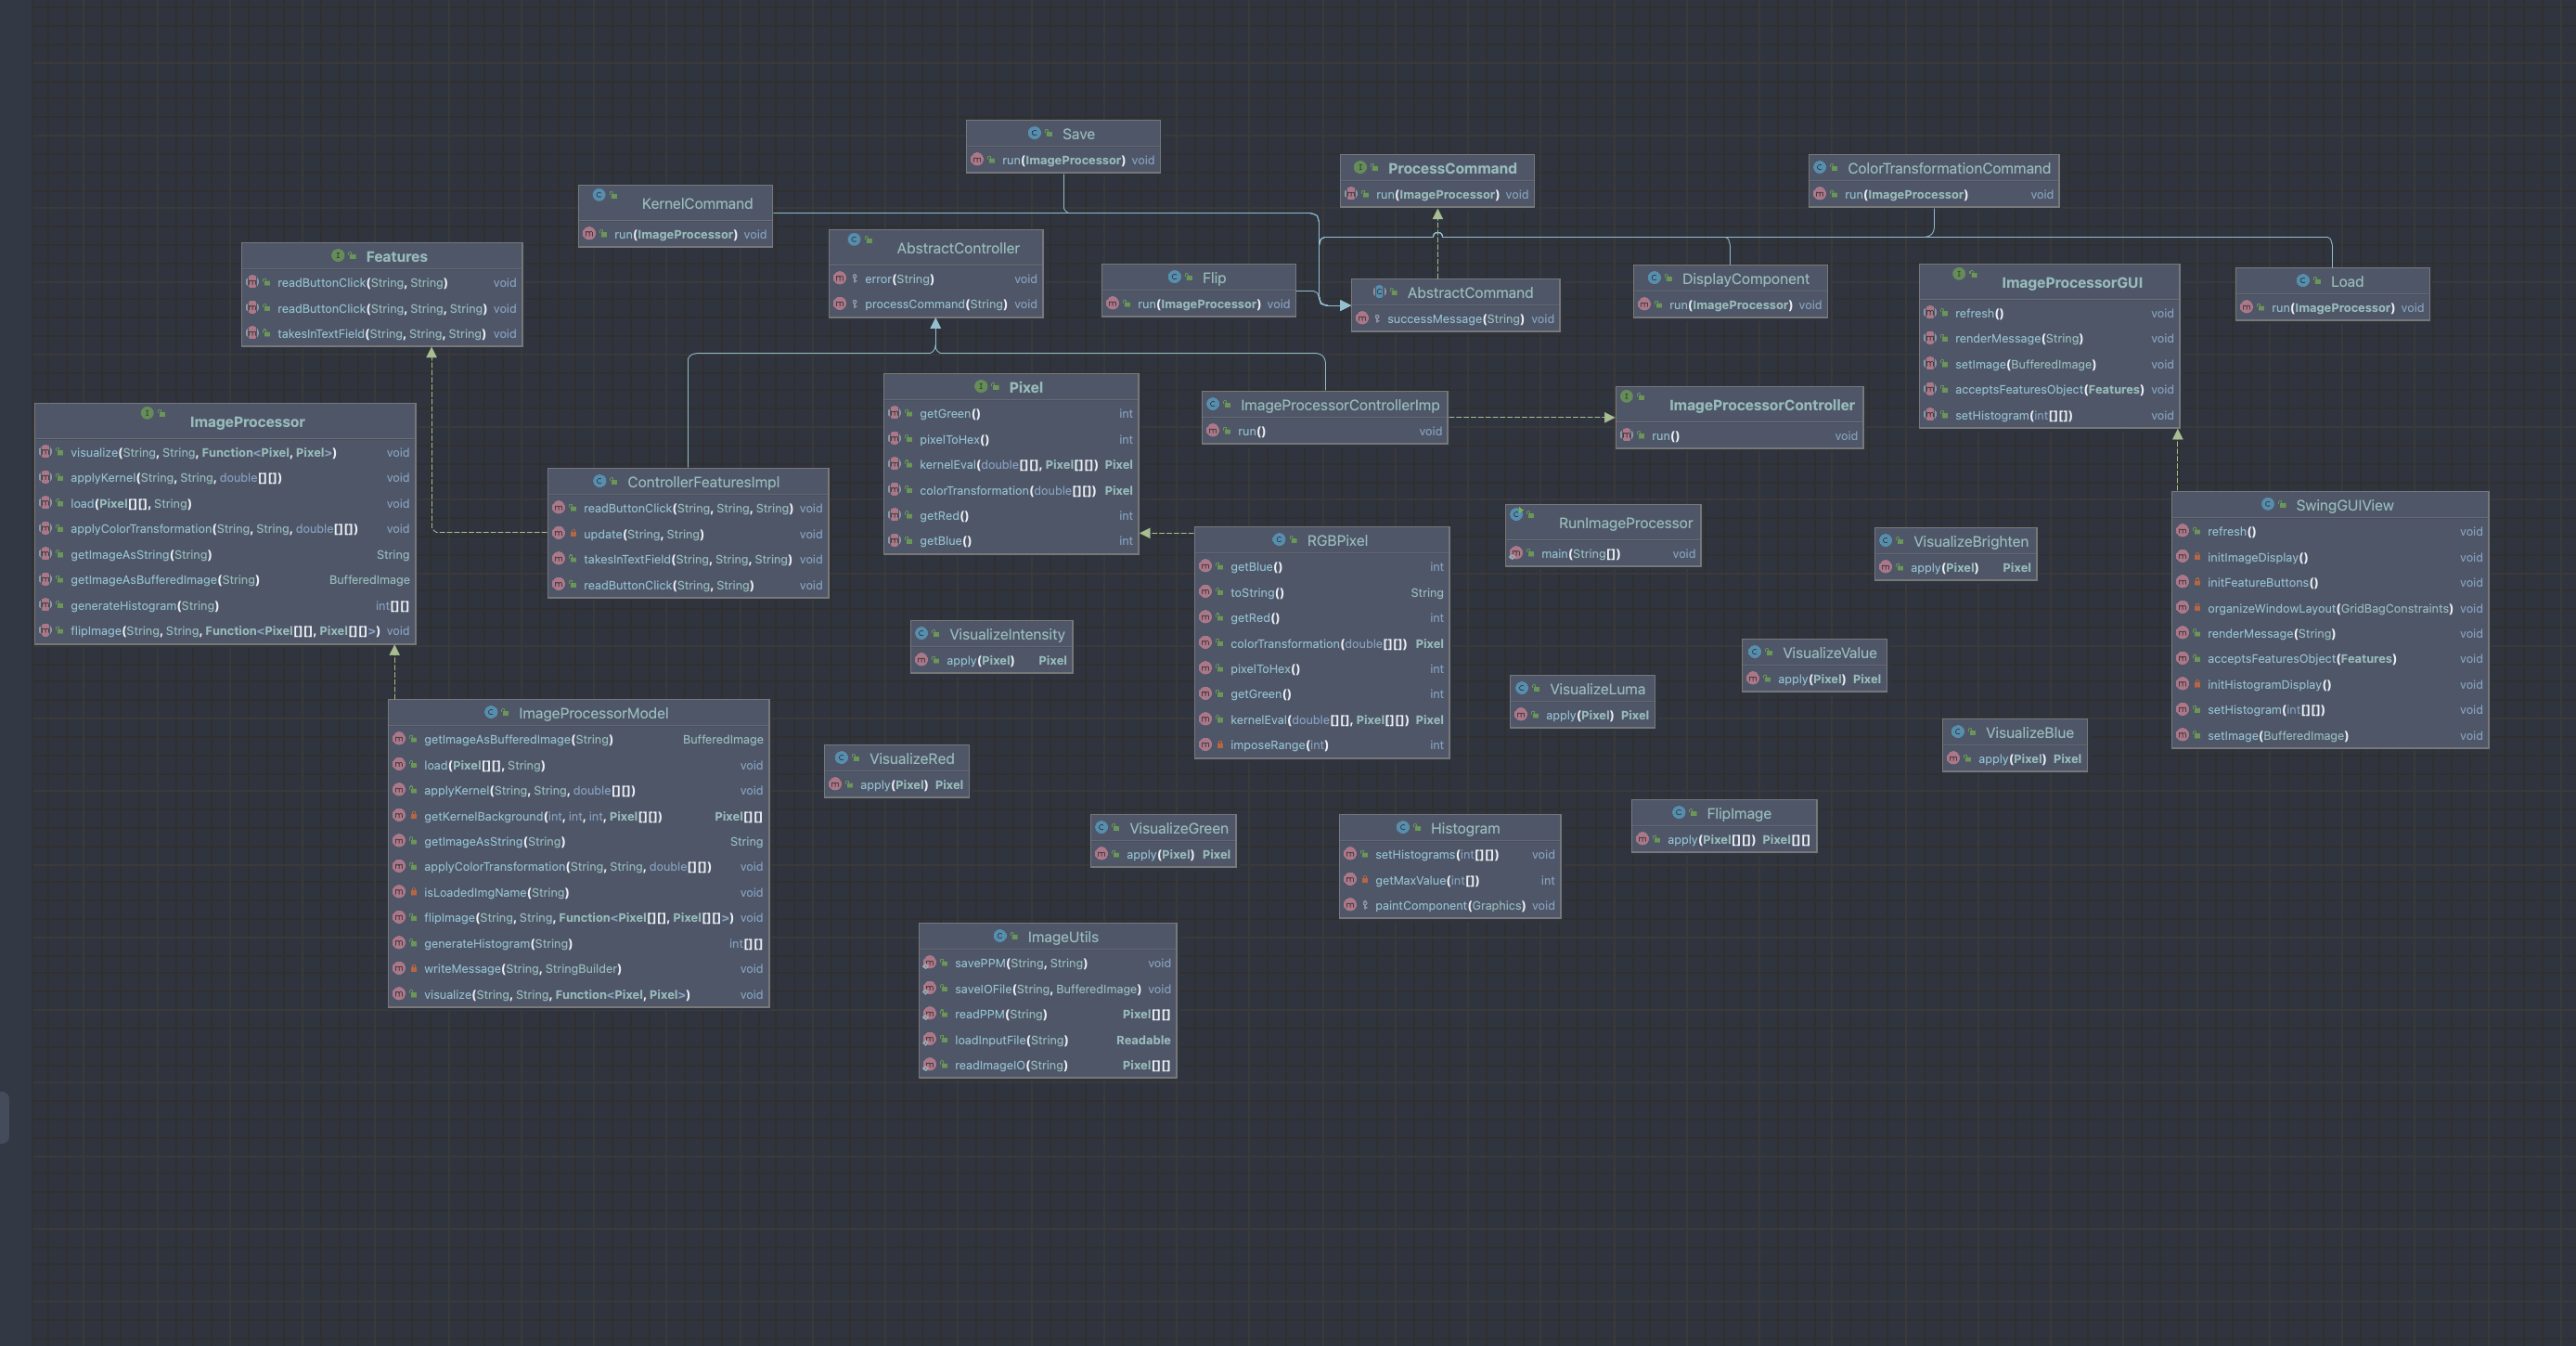 Save
run(ImageProcessor) void
ProcessCommand
run(ImageProcessor) void
ColorTransformationCommand
run(ImageProcessor) void
KernelCommand
run(ImageProcessor) void
AbstractController
error(String) void
processCommand(String) void
Features
readButtonClick(String, String) void
readButtonClick(String, String, String) void
takesInTextField(String, String, String) void
Flip
run(ImageProcessor) void
AbstractCommand
successMessage(String) void
DisplayComponent
run(ImageProcessor) void
ImageProcessorGUI
refresh() void
renderMessage(String) void
setImage(BufferedImage) void
acceptsFeaturesObject(Features) void
setHistogram(int[][]) void
Load
run(ImageProcessor) void
ImageProcessor
visualize(String, String, Function<Pixel, Pixel>) void
applyKernel(String, String, double[][]) void
load(Pixel[][], String) void
applyColorTransformation(String, String, double[][]) void
getImageAsString(String) String
getImageAsBufferedImage(String) BufferedImage
generateHistogram(String) int[][]
flipImage(String, String, Function<Pixel[][], Pixel[][]>) void
Pixel
getGreen() int
pixelToHex() int
kernelEval(double[][], Pixel[][]) Pixel
colorTransformation(double[][]) Pixel
getRed() int
getBlue() int
ImageProcessorControllerImp
run() void
ImageProcessorController
run() void
ControllerFeaturesImpl
readButtonClick(String, String, String) void
update(String, String) void
takesInTextField(String, String, String) void
readButtonClick(String, String) void
RGBPixel
getBlue() int
toString() String
getRed() int
colorTransformation(double[][]) Pixel
pixelToHex() int
getGreen() int
kernelEval(double[][], Pixel[][]) Pixel
imposeRange(int) int
RunImageProcessor
main(String[]) void
VisualizeBrighten
apply(Pixel) Pixel
SwingGUIView
refresh() void
initImageDisplay() void
initFeatureButtons() void
organizeWindowLayout(GridBagConstraints) void
renderMessage(String) void
acceptsFeaturesObject(Features) void
initHistogramDisplay() void
setHistogram(int[][]) void
setImage(BufferedImage) void
VisualizeIntensity
apply(Pixel) Pixel
VisualizeValue
apply(Pixel) Pixel
VisualizeLuma
apply(Pixel) Pixel
VisualizeBlue
apply(Pixel) Pixel
ImageProcessorModel
getImageAsBufferedImage(String) BufferedImage
load(Pixel[][], String) void
applyKernel(String, String, double[][]) void
getKernelBackground(int, int, int, Pixel[][]) Pixel[][]
getImageAsString(String) String
applyColorTransformation(String, String, double[][]) void
isLoadedImgName(String) void
flipImage(String, String, Function<Pixel[][], Pixel[][]>) void
generateHistogram(String) int[][]
writeMessage(String, StringBuilder) void
visualize(String, String, Function<Pixel, Pixel>) void
VisualizeRed
apply(Pixel) Pixel
VisualizeGreen
apply(Pixel) Pixel
Histogram
setHistograms(int[][]) void
getMaxValue(int[]) int
paintComponent(Graphics) void
FlipImage
apply(Pixel[][]) Pixel[][]
ImageUtils
savePPM(String, String) void
saveIOFile(String, BufferedImage) void
readPPM(String) Pixel[][]
loadInputFile(String) Readable
readImageIO(String) Pixel[][]